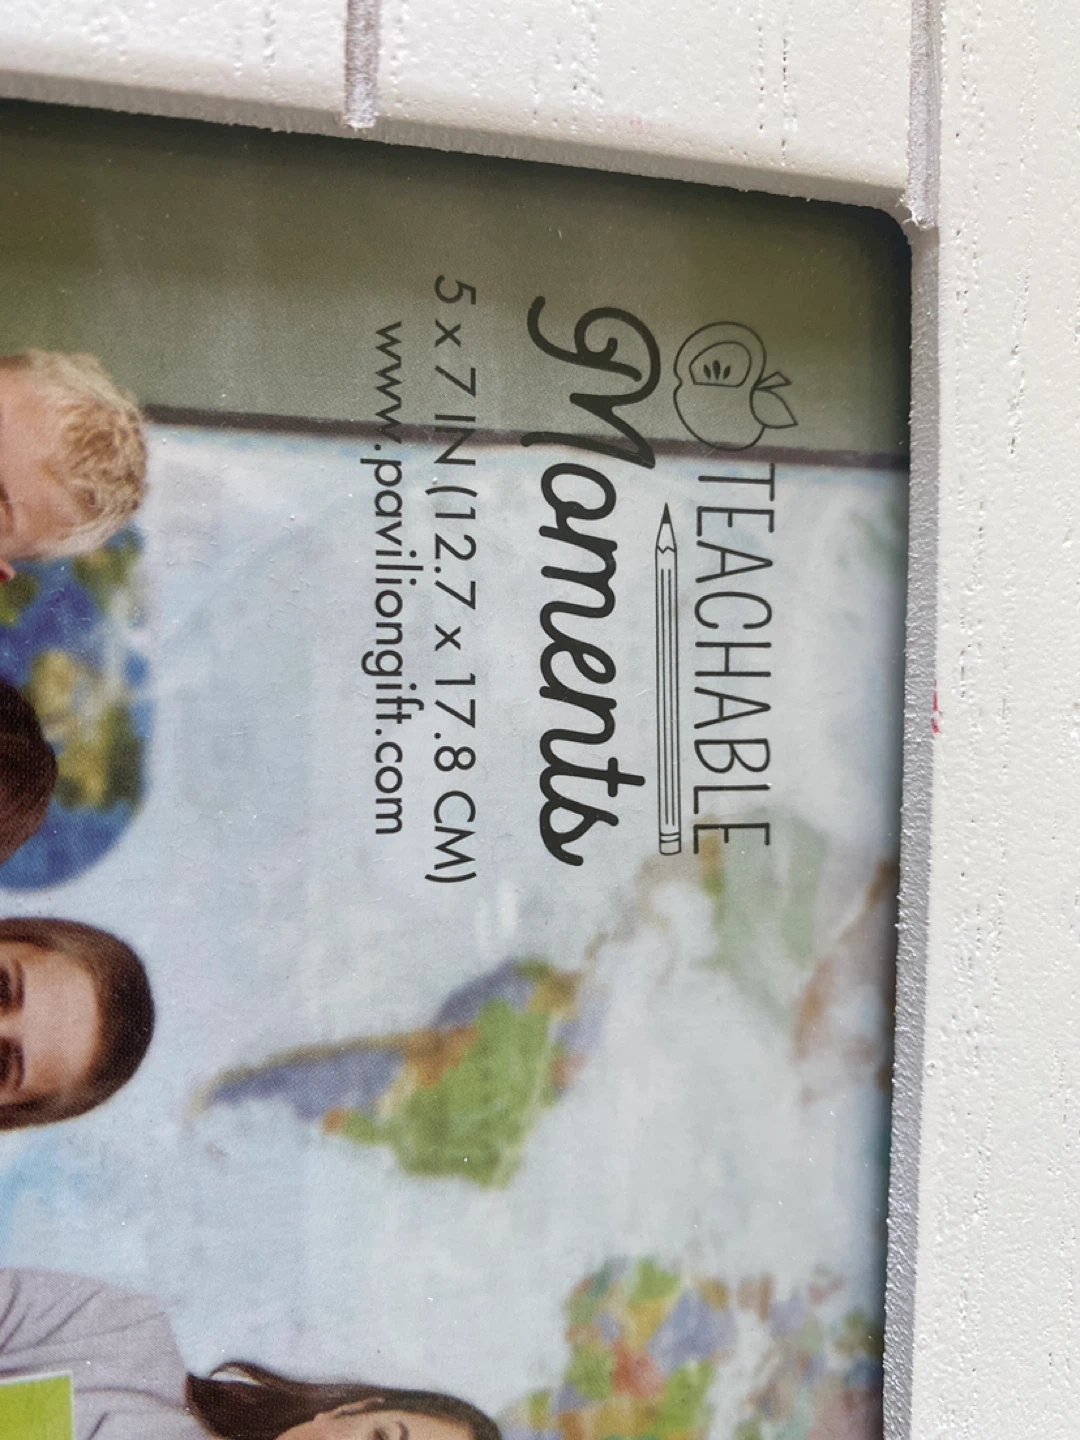 TEACHABLE
Moments
5 x 7 IN (12.7 x 17.8 CM)
www.paviliongift.com